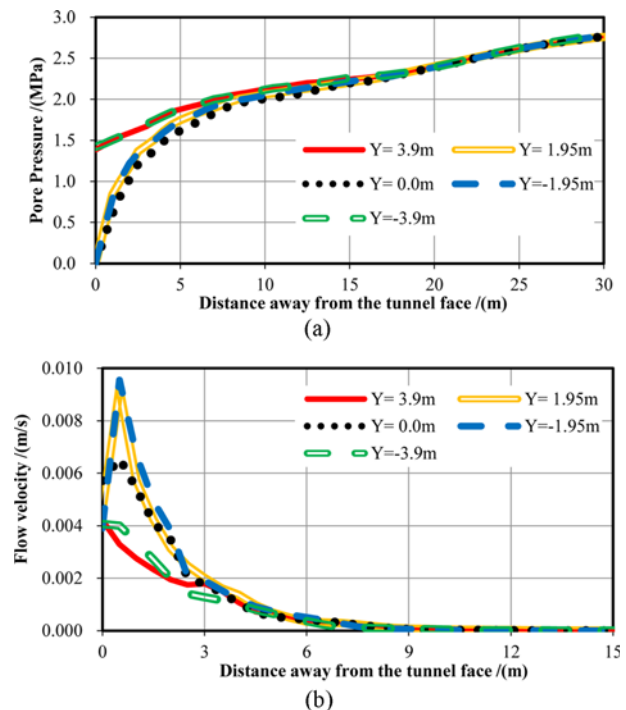 (a)
3.0
2.5
2.0
1.5
1.0
0.5
0.0
Pore Pressure /(MPa)
Y= 3.9m
Y= 1.95m
Y= 0.0m
Y=-1.95m
Y=-3.9m
0 5 10 15 20 25 30
Distance away from the tunnel face /(m)
(a)
0.010
0.008
0.006
0.004
0.002
0.000
Flow velocity /(m/s)
Y= 3.9m
Y= 1.95m
Y= 0.0m
Y=-1.95m
Y=-3.9m
0 3 6 9 12 15
Distance away from the tunnel face /(m)
(b)